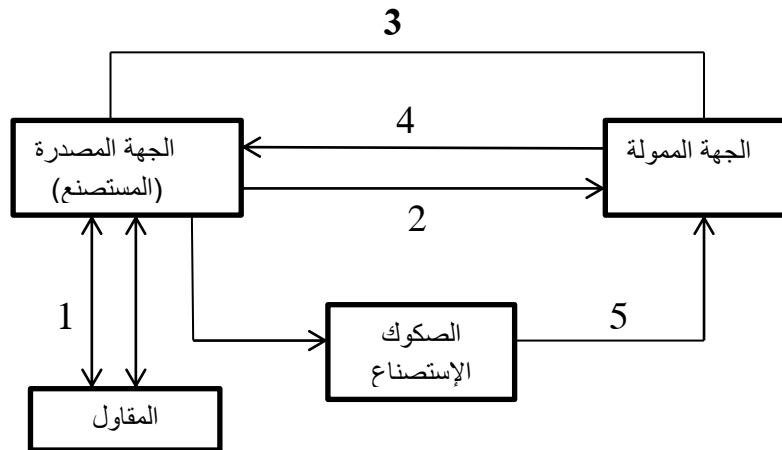 3
الجهة المصدرة
(المستصنع)
4
الجهة الممولة
2
1
الصكوك
الإستصناع
5
المقاول